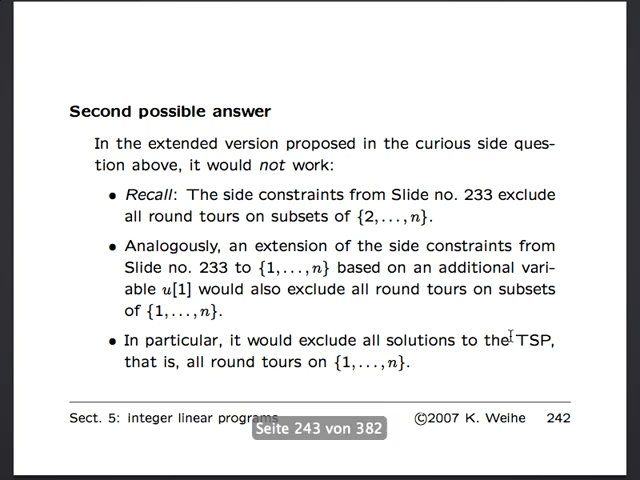 Second possible answer
In the extended version proposed in the curious side ques-
tion above, it would not work:
• Recall: The side constraints from Slide no. 233 exclude
all round tours on subsets of {2,...,n}.
• Analogously, an extension of the side constraints from
Slide no. 233 to {1,...,n} based on an additional vari-
able u[1] would also exclude all round tours on subsets
of {1,...,n}.
• In particular, it would exclude all solutions to the TSP,
that is, all round tours on {1,...,n}.
Sect. 5: integer linear programs ©2007 K. Weihe 242
Seite 243 von 382